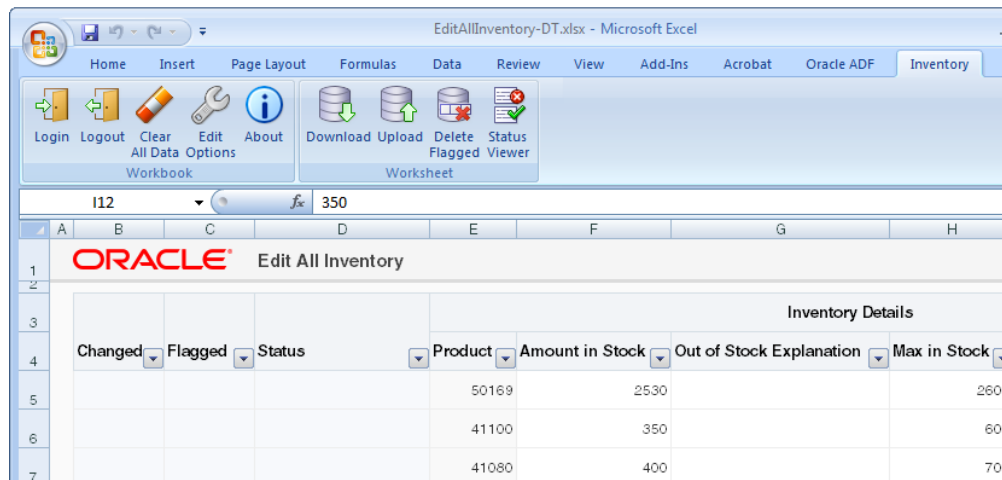 EditAllInventory-DT.xlsx - Microsoft Excel
Home Insert Page Layout Formulas Data Review View Add-Ins Acrobat Oracle ADF Inventory
Login Logout Clear All Data Edit Options About Download Upload Delete Flagged Status Viewer
Workbook Worksheet
I12 fx 350
A B C D E F G H
1 ORACLE Edit All Inventory
2
3 Inventory Details
4 Changed Flagged Status Product Amount in Stock Out of Stock Explanation Max in Stock
5 50169 2530 260
6 41100 350 60
7 41080 400 70